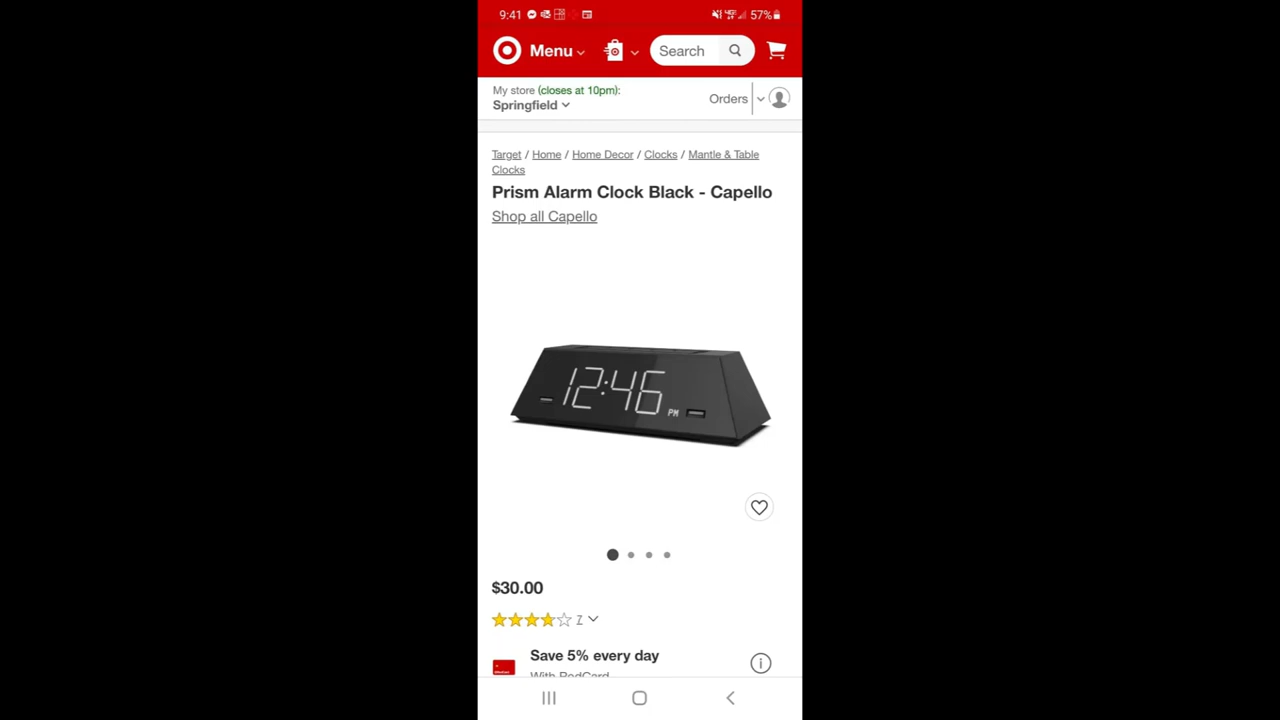 9:41 57%
Menu Search
My store (closes at 10pm):
Springfield
Orders
Target / Home / Home Decor / Clocks / Mantle & Table
Clocks
Prism Alarm Clock Black - Capello
Shop all Capello
12:46 PM
$30.00
7
Save 5% every day
With RedCard